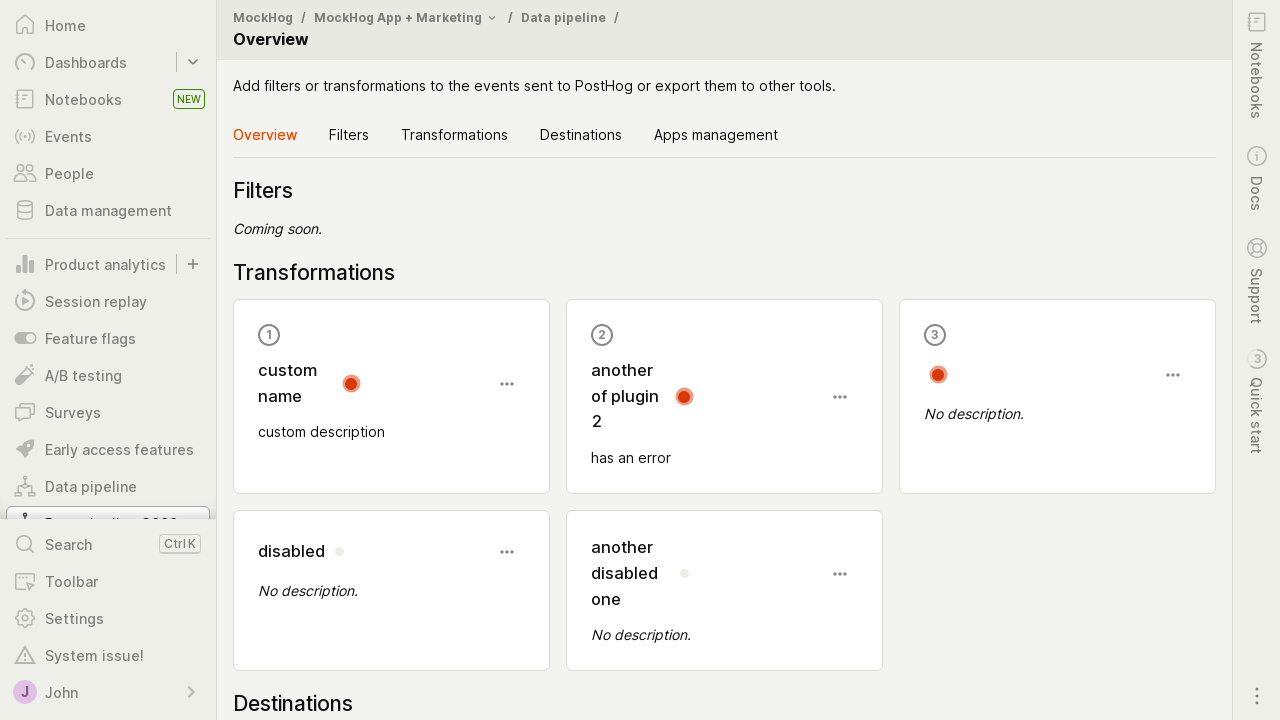 Home
Dashboards
Notebooks
NEW
Events
People
Data management
Product analytics
Session replay
Feature flags
A/B testing
Surveys
Early access features
Data pipeline
Search
Ctrl K
Toolbar
Settings
System issue!
J
John
MockHog / MockHog App + Marketing / Data pipeline /
Overview
Add filters or transformations to the events sent to PostHog or export them to other tools.
Overview
Filters
Transformations
Destinations
Apps management
Filters
Coming soon.
Transformations
1
custom
name
custom description
2
another
of plugin
2
has an error
3
No description.
disabled
No description.
another
disabled
one
No description.
Destinations
Notebooks
Docs
Support
3
Quick start